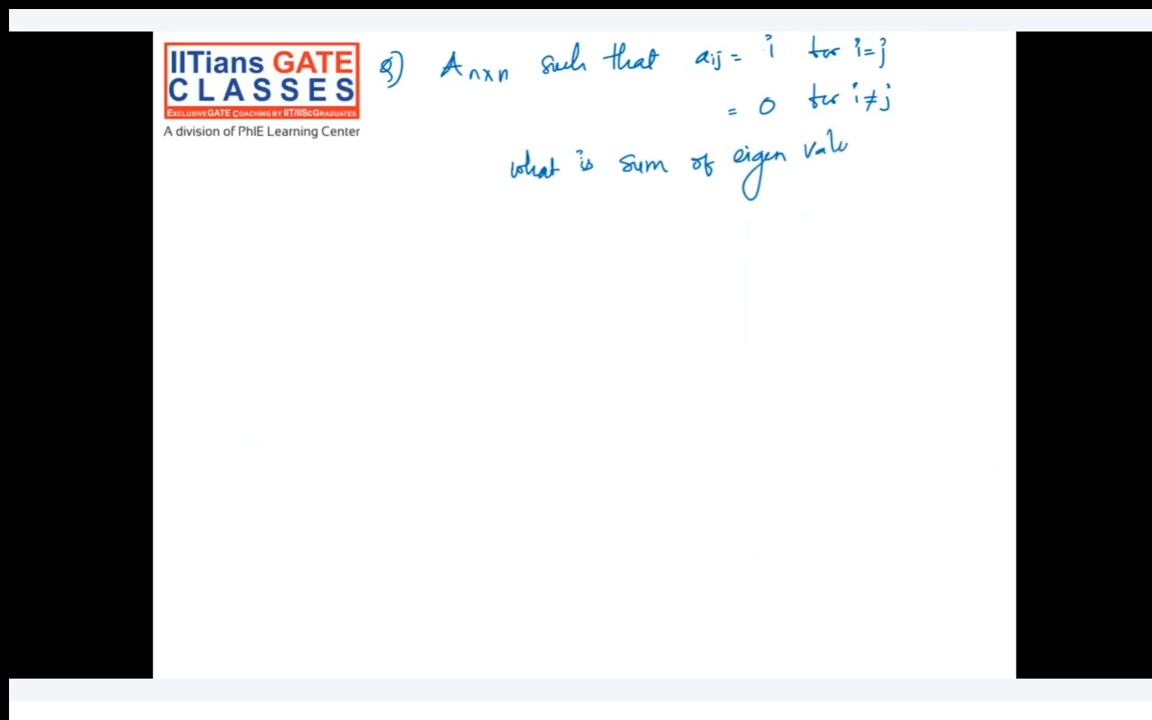 IITians GATE
CLASSES
EXCLUSIVE GATE COACHING BY IIT/IISc GRADUATES
A division of PhIE Learning Center
Q) A n×n such that aij = i for i=j
= 0 for i≠j
what is sum of eigen valu